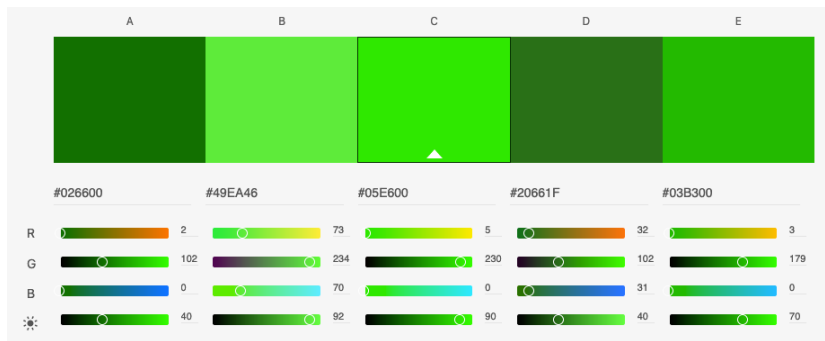 A B C D E
#026600 #49EA46 #05E600 #20661F #03B300
R 2 73 5 32 3
G 102 234 230 102 179
B 0 70 0 31 0
40 92 90 40 70